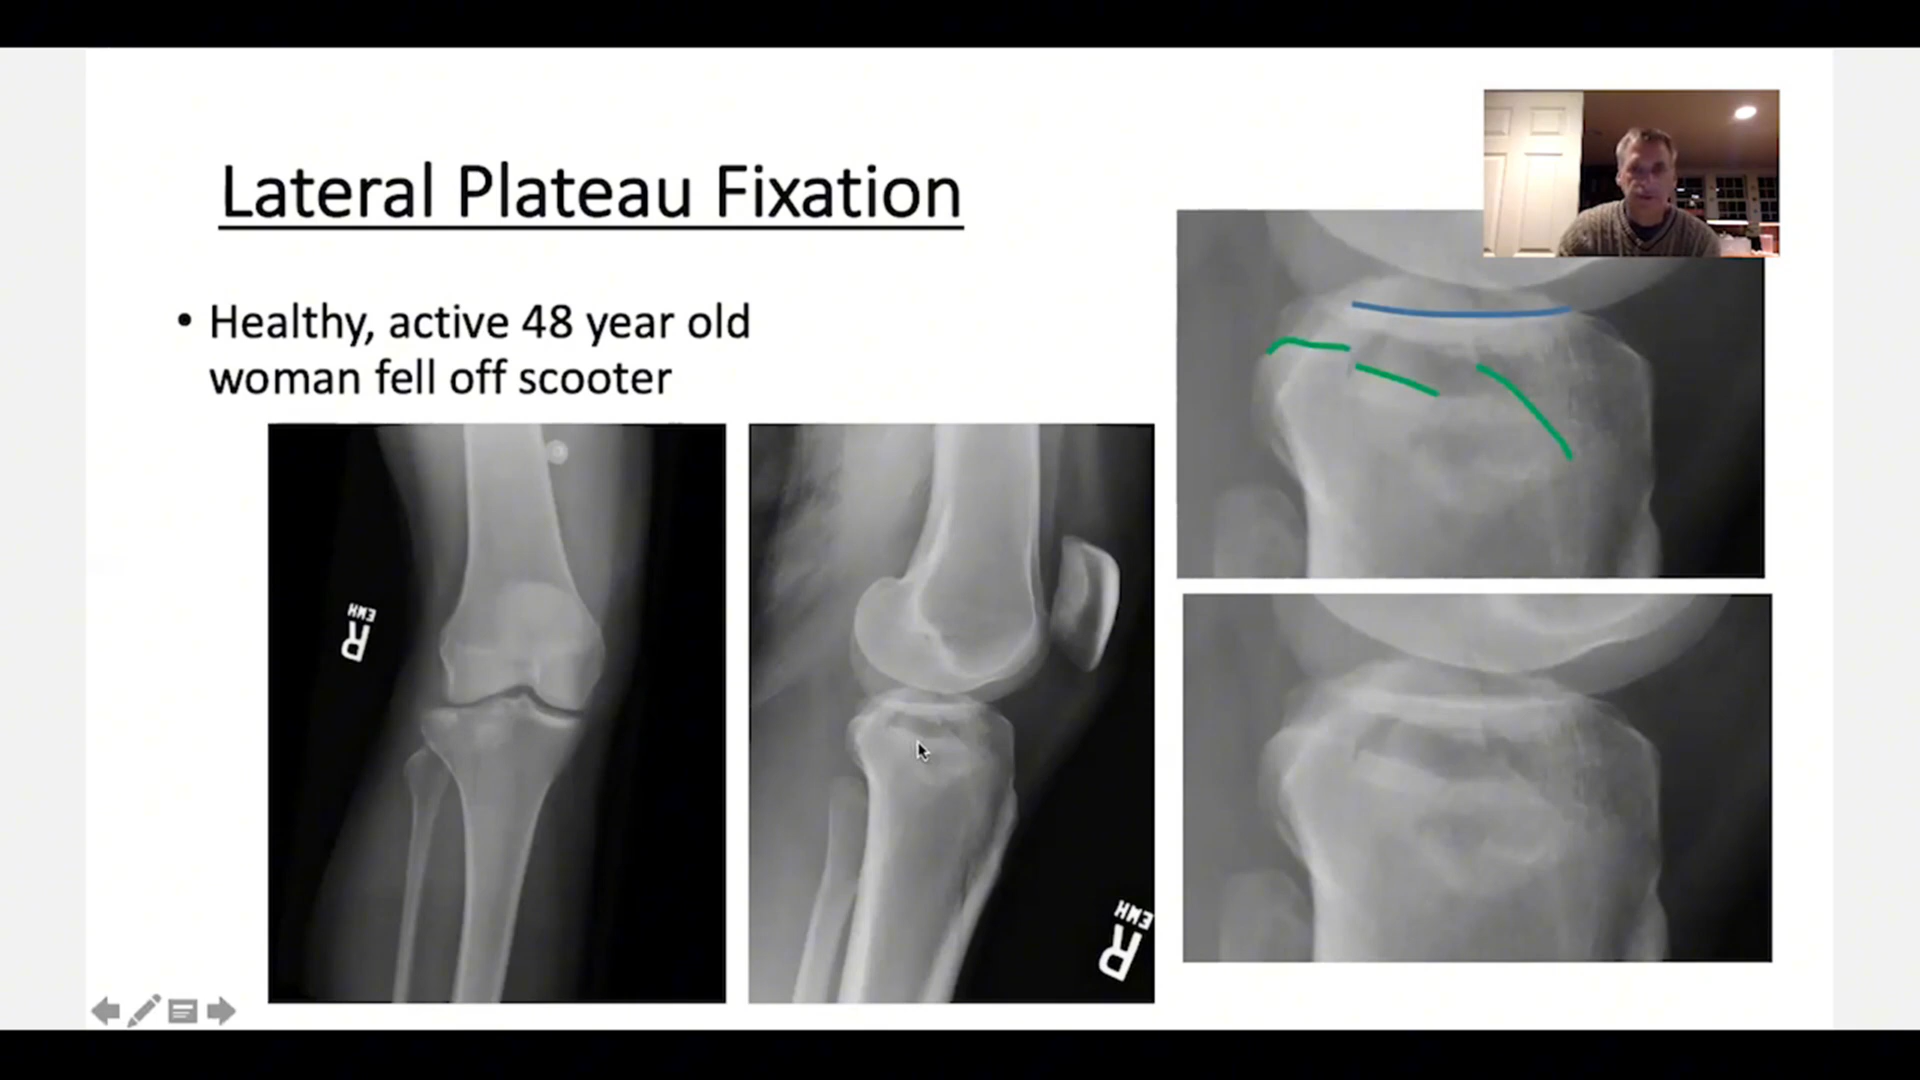 Lateral Plateau Fixation
• Healthy, active 48 year old
woman fell off scooter
EMH
R
EMH
R